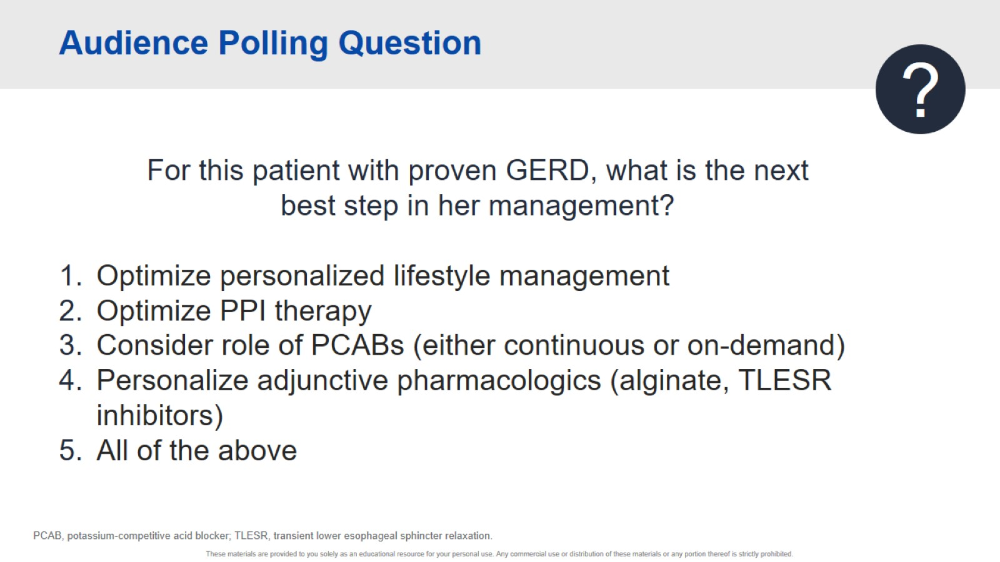 Audience Polling Question
?
For this patient with proven GERD, what is the next
best step in her management?
1. Optimize personalized lifestyle management
2. Optimize PPI therapy
3. Consider role of PCABs (either continuous or on-demand)
4. Personalize adjunctive pharmacologics (alginate, TLESR
inhibitors)
5. All of the above
PCAB, potassium-competitive acid blocker; TLESR, transient lower esophageal sphincter relaxation.
These materials are provided to you solely as an educational resource for your personal use. Any commercial use or distribution of these materials or any portion thereof is strictly prohibited.